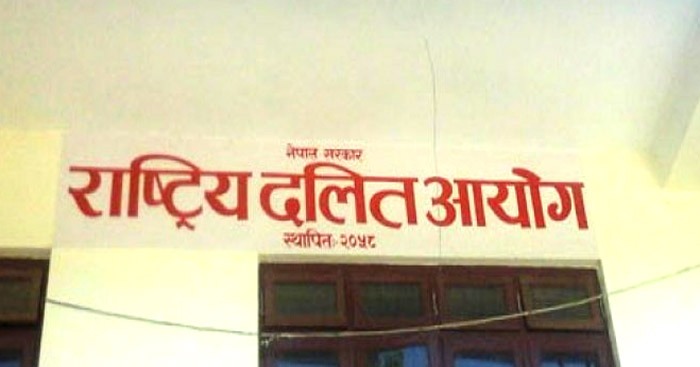 नेपाल सरकार
राष्ट्रिय दलित आयोग
स्थापितः २०५८